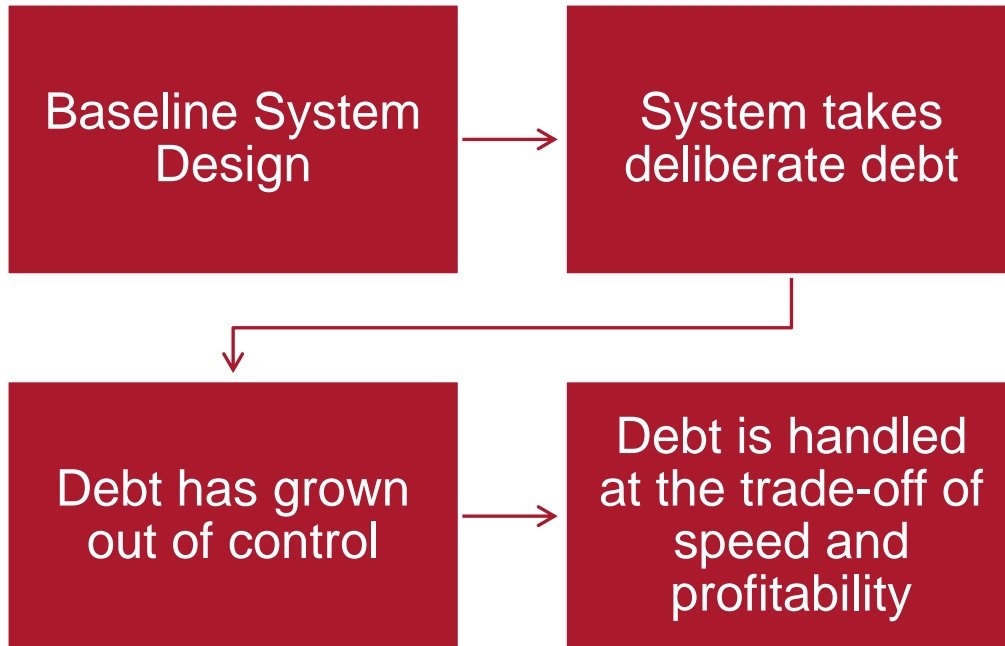 Baseline System
Design
System takes
deliberate debt
Debt has grown
out of control
Debt is handled
at the trade-off of
speed and
profitability